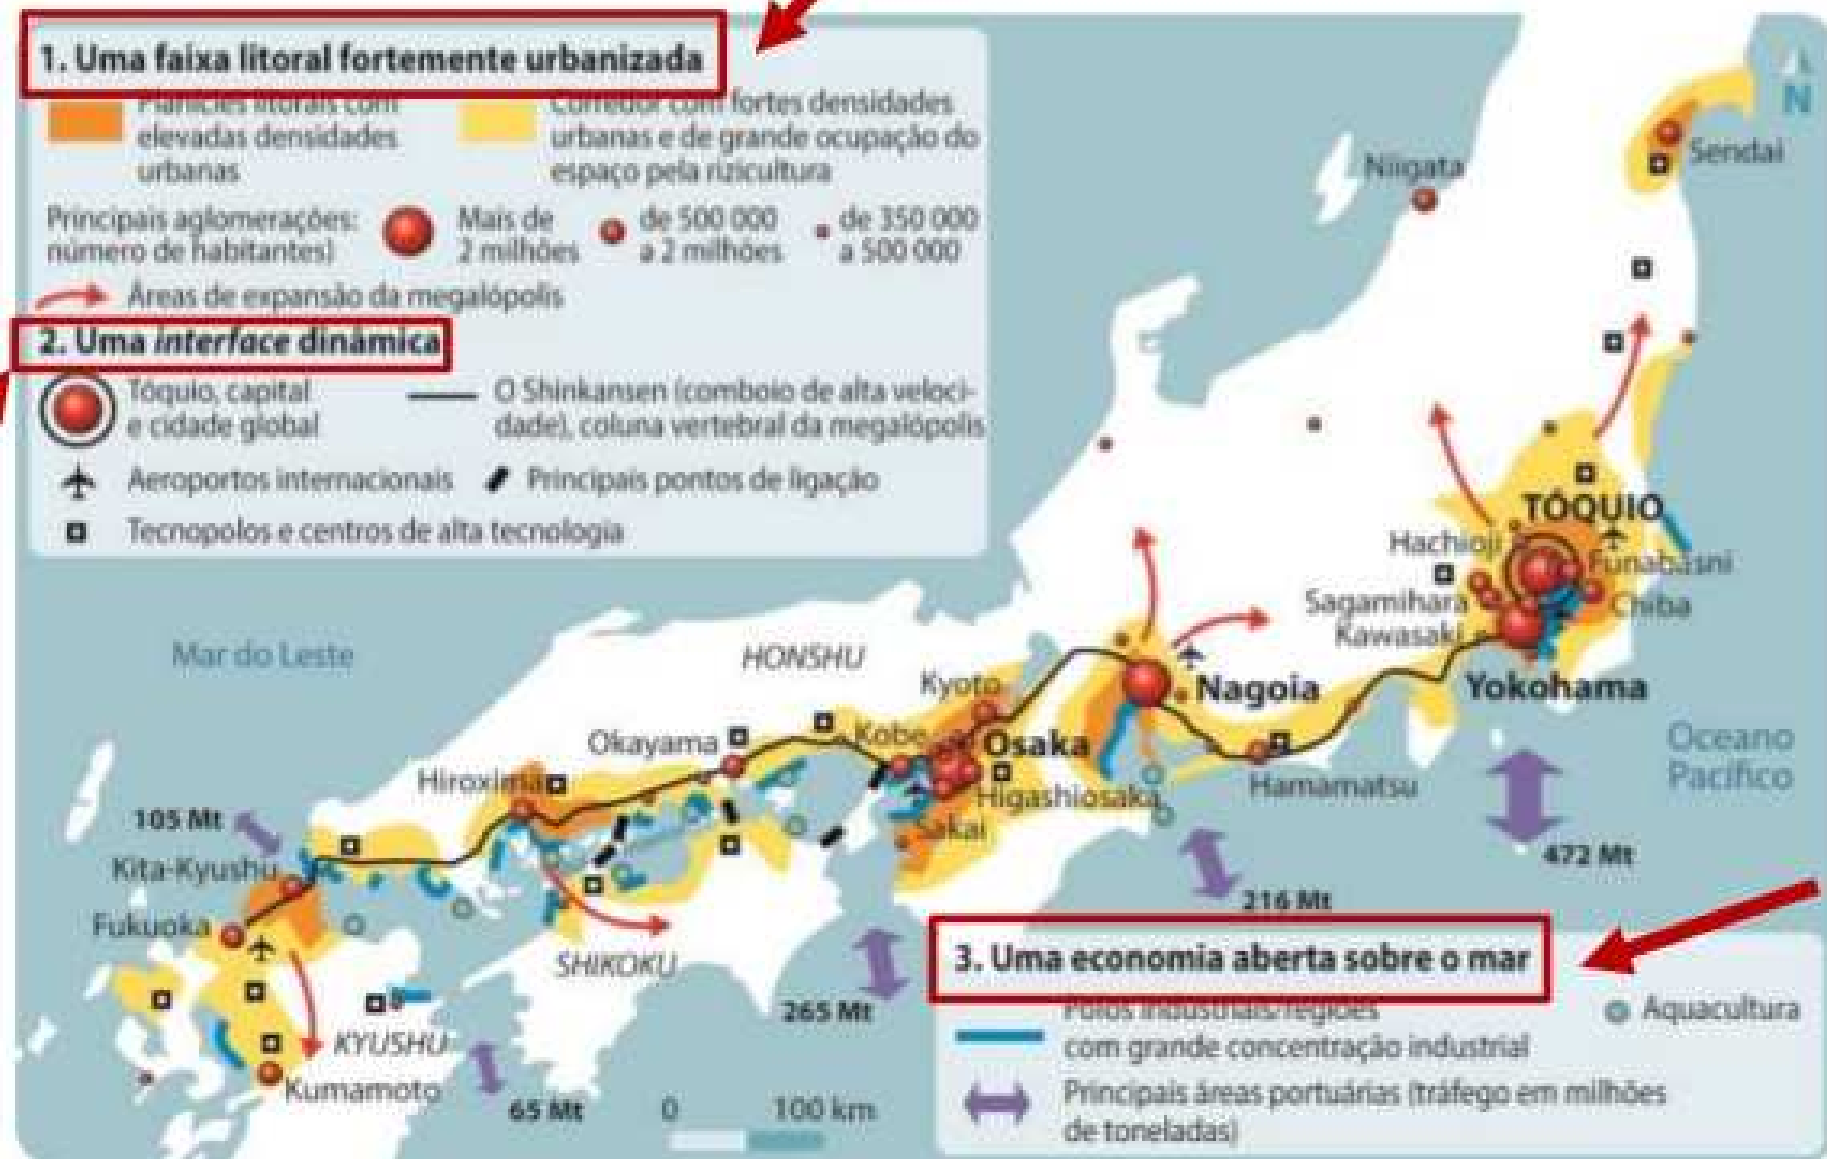 1. Uma faixa litoral fortemente urbanizada
Planícies litorais com
elevadas densidades
urbanas
Corredor com fortes densidades
urbanas e de grande ocupação do
espaço pela rizicultura
Principais aglomerações:
número de habitantes)
Mais de
2 milhões
de 500 000
a 2 milhões
de 350 000
a 500 000
Áreas de expansão da megalópolis
2. Uma interface dinâmica
Tóquio, capital
e cidade global
O Shinkansen (comboio de alta veloci-
dade), coluna vertebral da megalópolis
Aeroportos internacionais
Principais pontos de ligação
Tecnopolos e centros de alta tecnologia
N
Sendai
Niigata
TÓQUIO
Hachioji
Funabasni
Sagamihara
Chiba
Kawasaki
Mar do Leste
HONSHU
Kyoto
Nagoia
Yokohama
Okayama
Kobe
Osaka
Oceano
Pacífico
Hiroxima
Higashiosaka
Hamamatsu
105 Mt
Sakai
472 Mt
Kita-Kyushu
216 Mt
Fukuoka
SHIKOKU
3. Uma economia aberta sobre o mar
265 Mt
Polos industriais/regiões
com grande concentração industrial
Aquacultura
KYUSHU
Kumamoto
65 Mt
0 100 km
Principais áreas portuárias (tráfego em milhões
de toneladas)